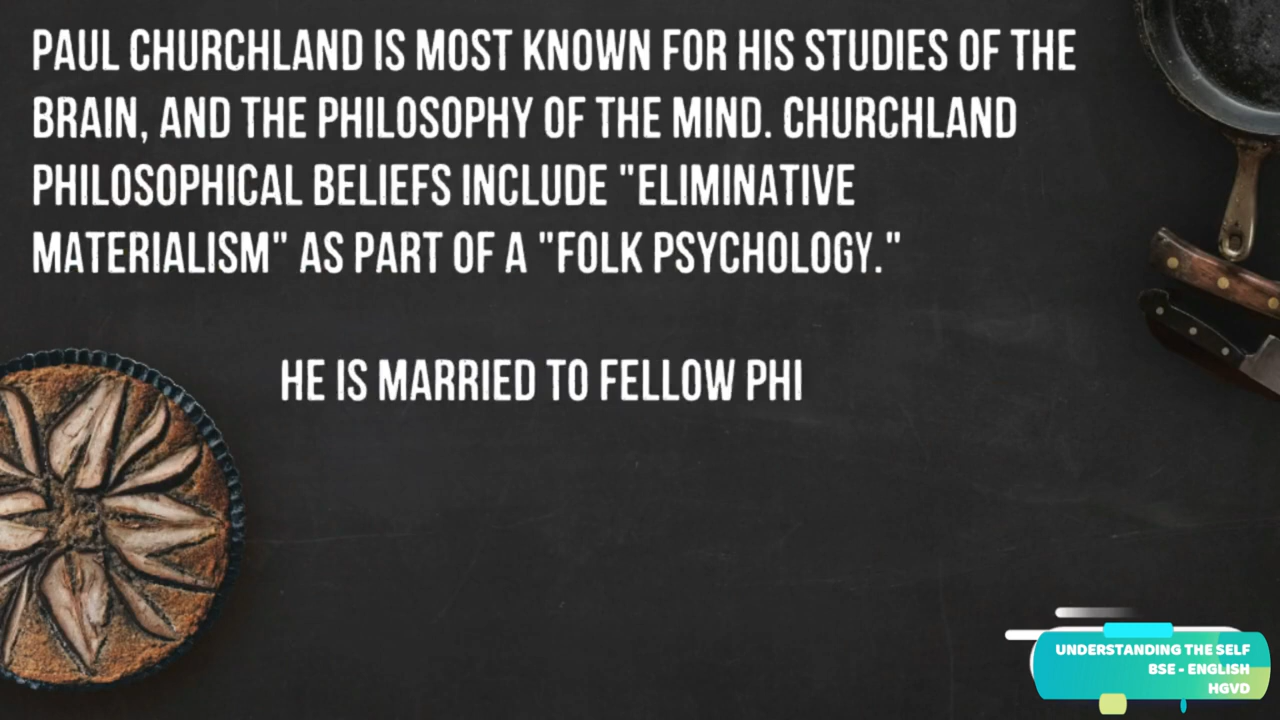 PAUL CHURCHLAND IS MOST KNOWN FOR HIS STUDIES OF THE
BRAIN, AND THE PHILOSOPHY OF THE MIND. CHURCHLAND
PHILOSOPHICAL BELIEFS INCLUDE "ELIMINATIVE
MATERIALISM" AS PART OF A "FOLK PSYCHOLOGY."
HE IS MARRIED TO FELLOW PHI
UNDERSTANDING THE SELF
BSE - ENGLISH
HGVD